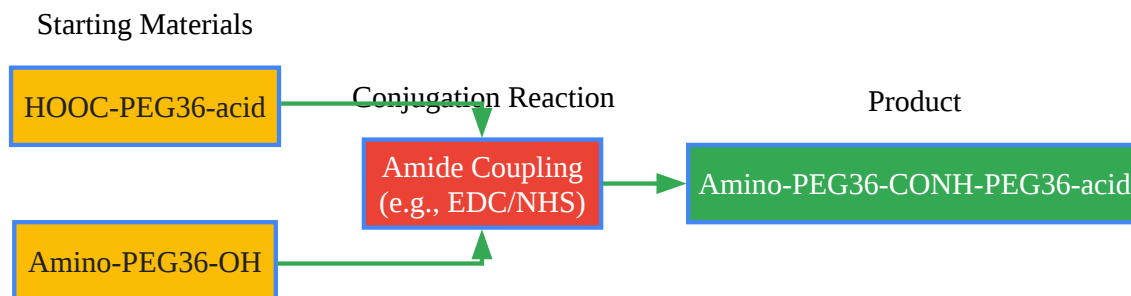 Starting Materials
HOOC-PEG36-acid
Conjugation Reaction
Product
Amide Coupling
(e.g., EDC/NHS)
Amino-PEG36-CONH-PEG36-acid
Amino-PEG36-OH